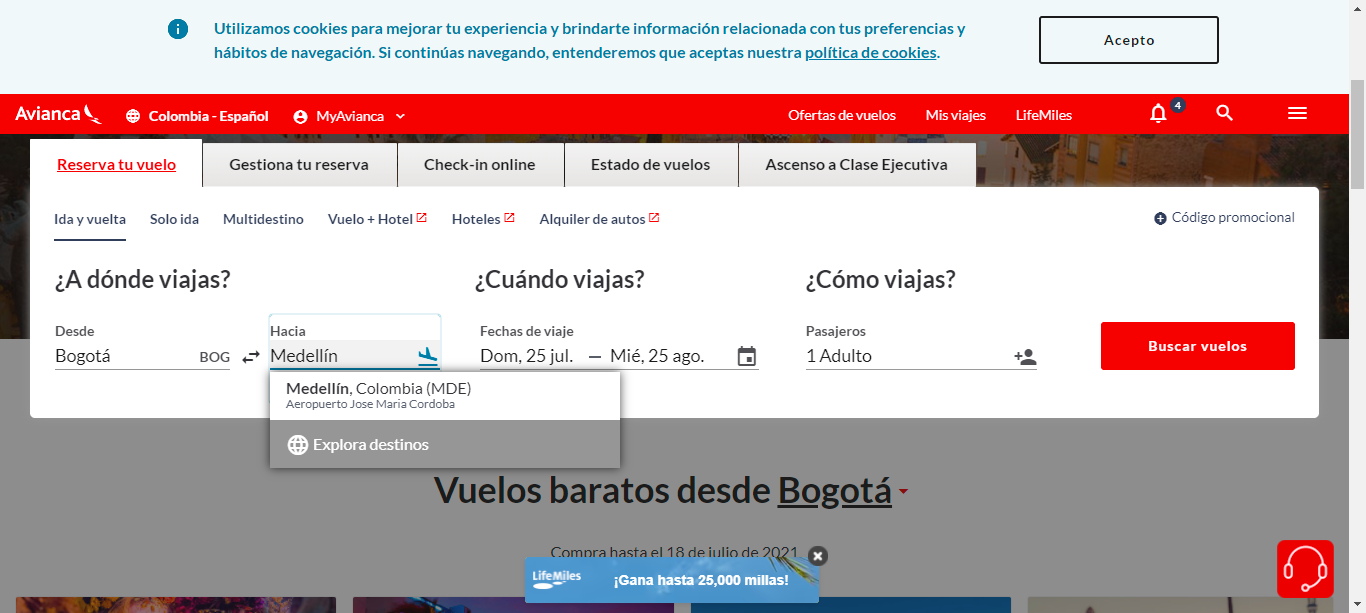 Utilizamos cookies para mejorar tu experiencia y brindarte información relacionada con tus preferencias y
hábitos de navegación. Si continúas navegando, entenderemos que aceptas nuestra política de cookies.
Acepto
Avianca
Colombia - Español
MyAvianca
Ofertas de vuelos
Mis viajes
LifeMiles
4
Reserva tu vuelo
Gestiona tu reserva
Check-in online
Estado de vuelos
Ascenso a Clase Ejecutiva
Ida y vuelta
Solo ida
Multidestino
Vuelo + Hotel
Hoteles
Alquiler de autos
Código promocional
¿A dónde viajas?
¿Cuándo viajas?
¿Cómo viajas?
Desde
Hacia
Fechas de viaje
Pasajeros
Bogotá
BOG
Medellín
Dom, 25 jul. — Mié, 25 ago.
1 Adulto
Buscar vuelos
Medellín, Colombia (MDE)
Aeropuerto Jose Maria Cordoba
Explora destinos
Vuelos baratos desde Bogotá
Compra hasta el 18 de julio de 2021
LifeMiles
¡Gana hasta 25,000 millas!